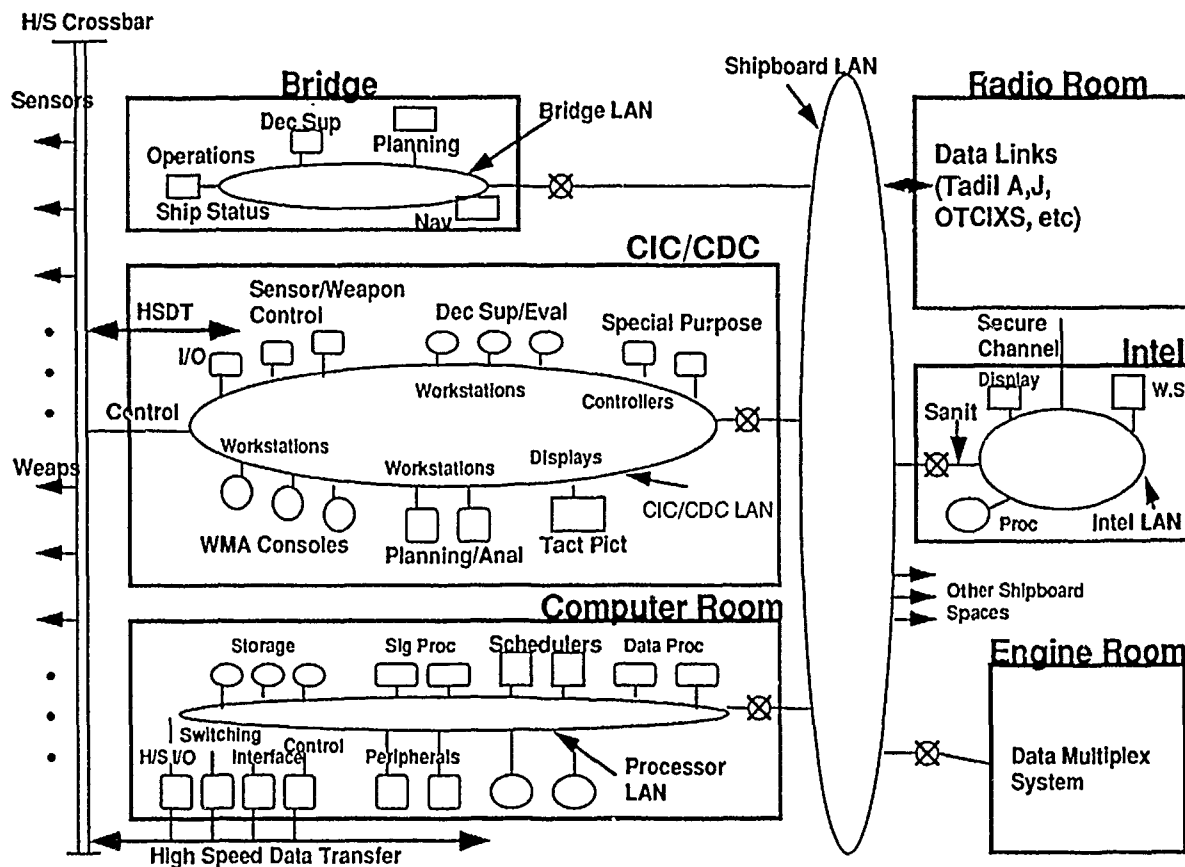 H/S Crossbar
Sensors
Weaps
Bridge
Dec Sup
Planning
Bridge LAN
Operations
Ship Status
Nav
Shipboard LAN
Radio Room
Data Links
(Tadil A,J,
OTCIXS, etc)
CIC/CDC
HSDT
Sensor/Weapon
Control
Dec Sup/Eval
Special Purpose
I/O
Workstations
Controllers
Control
Workstations
Workstations
Displays
CIC/CDC LAN
WMA Consoles
Planning/Anal
Tact Pict
Secure
Channel
Intel
Display
W.S
Sanit
Proc
Intel LAN
Other Shipboard
Spaces
Computer Room
Storage
Sig Proc
Schedulers
Data Proc
Switching
H/S I/O
Interface
Control
Peripherals
Processor
LAN
High Speed Data Transfer
Engine Room
Data Multiplex
System